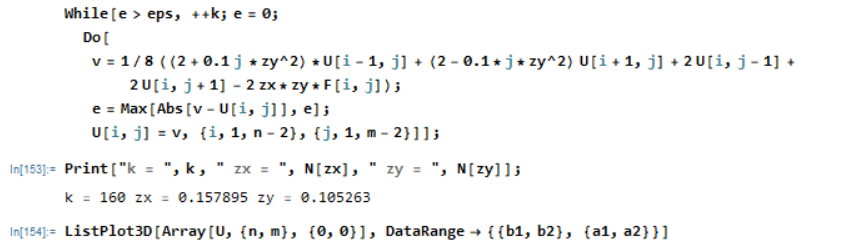 While[e > eps, ++k; e = 0;
Do[
v = 1 / 8 ((2 + 0.1 j * zy^2) * U[i - 1, j] + (2 - 0.1 * j * zy^2) U[i + 1, j] + 2 U[i, j - 1] +
2 U[i, j + 1] - 2 zx * zy * F[i, j]);
e = Max[Abs[v - U[i, j]], e];
U[i, j] = v, {i, 1, n - 2}, {j, 1, m - 2}]];
In[153]:= Print["k = ", k, " zx = ", N[zx], " zy = ", N[zy]];
k = 160 zx = 0.157895 zy = 0.105263
In[154]:= ListPlot3D[Array[U, {n, m}, {0, 0}], DataRange → {{b1, b2}, {a1, a2}}]